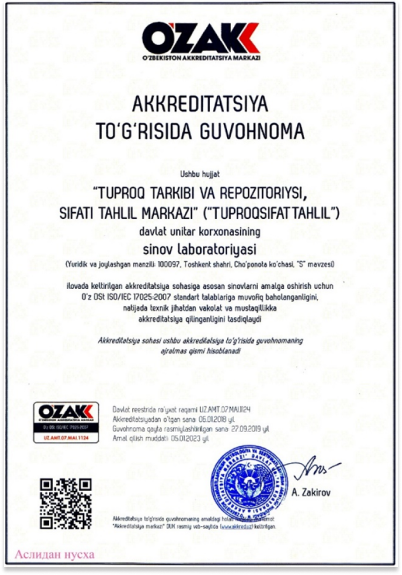 O'ZAKK
O'ZBEKISTON AKKREDITATSIYA MARKAZI
AKKREDITATSIYA
TO'G'RISIDA GUVOHNOMA
Ushbu hujjat
"TUPROQ TARKIBI VA REPOZITORIYSI,
SIFATI TAHLIL MARKAZI" ("TUPROQSIFATTAHLIL")
davlat unitar korxonasining
sinov laboratoriyasi
(Yuridik va joylashgan manzili: 100097, Toshkent shahri, Cho'ponota ko'chasi, "S" mavzesi)
ilovada keltirilgan akkreditatsiya sohasiga asosan sinovlarni amalga oshirish uchun
O'z DSt ISO/IEC 17025:2007 standart talablariga muvofiq baholanganligini,
natijada texnik jihatdan vakolat va mustaqillikka
akkreditatsiya qilinganligini tasdiqlaydi
Akkreditatsiya sohasi ushbu akkreditatsiya to'g'risida guvohnomaning
ajralmas qismi hisoblanadi
OZAKK
UZ.AMT.07.MAI.1124
Davlat reestrida ro'yxat raqami UZ.AMT.07.MAI.1124
Akkreditatsiyadan o'tgan sana: 05.01.2018 yil
Guvohnoma qayta rasmiylashtirilgan sana: 27.09.2019 yil
Amal qilish muddati: 05.01.2023 yil
A. Zakirov
Akkreditatsiya to'g'risida guvohnomaning amaldagi holati
"Akkreditatsiya markazi" DUK rasmiy veb-saytida (www.akkred.uz) keltirilgan.
Аслидан нусха